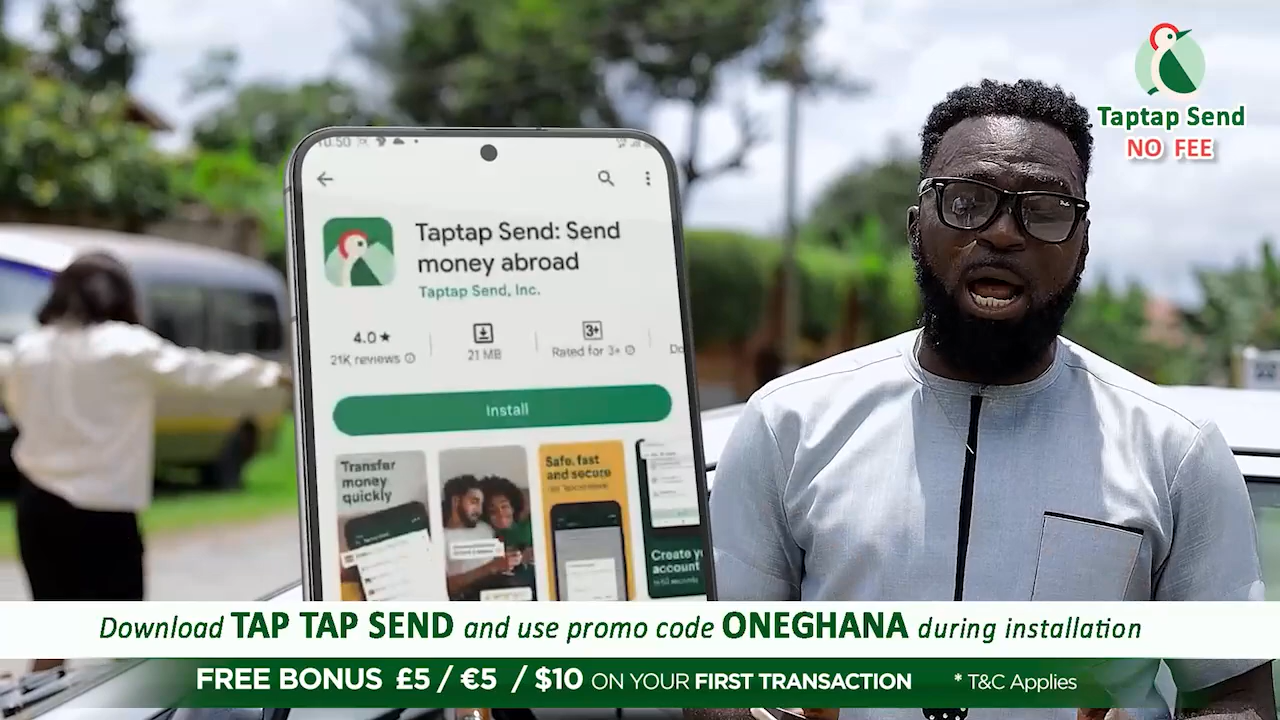 Taptap Send
NO FEE
10:50
Taptap Send: Send
money abroad
Taptap Send, Inc.
4.0★
21K reviews
21 MB
3+
Rated for 3+
Do
Install
Transfer
money
quickly
Safe, fast
and secure
Create y
account
Download TAP TAP SEND and use promo code ONEGHANA during installation
FREE BONUS £5 / €5 / $10 ON YOUR FIRST TRANSACTION * T&C Applies